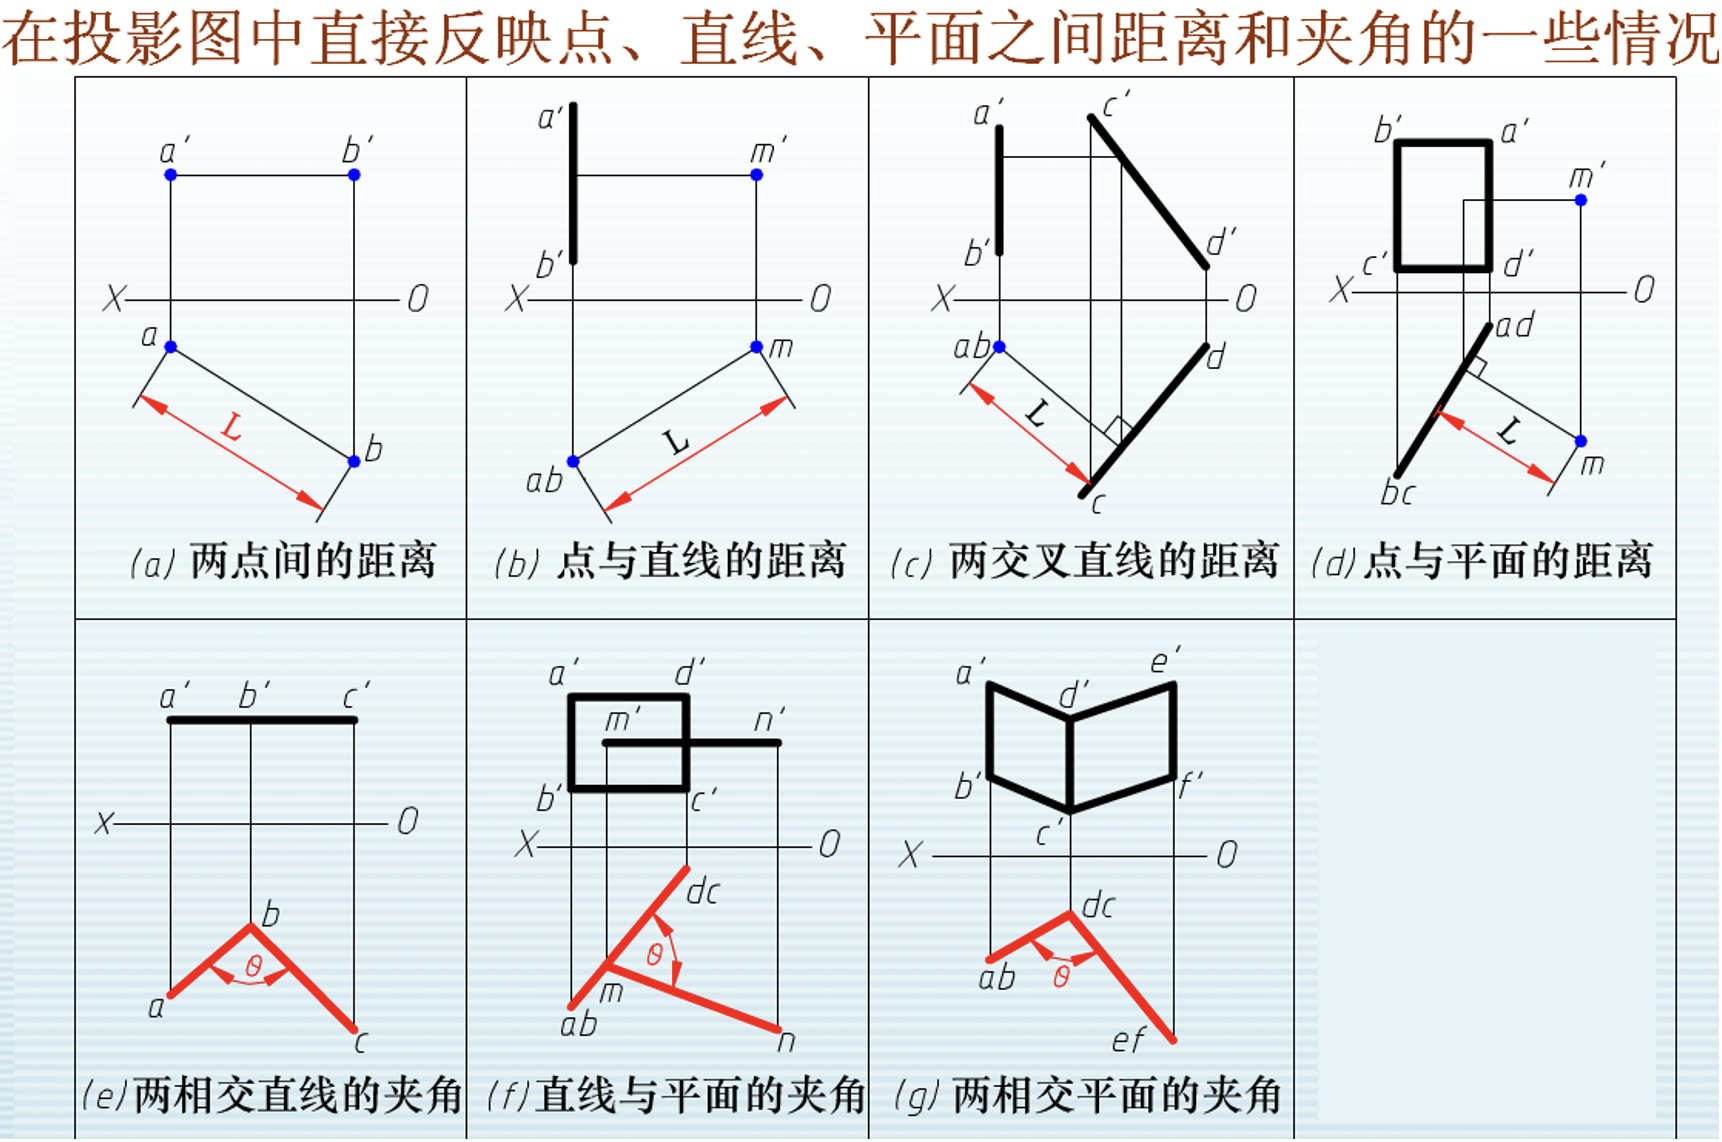 在投影图中直接反映点、直线、平面之间距离和夹角的一些情况
a′ b′
X O
a
L
b
(a) 两点间的距离
a′
m′
b′
X O
m
L
ab
(b) 点与直线的距离
a′ c′
b′ d′
X O
ab d
L
c
(c) 两交叉直线的距离
b′ a′
m′
c′ d′
X O
ad
L
m
bc
(d) 点与平面的距离
a′ b′ c′
X O
b
θ
a
c
(e) 两相交直线的夹角
a′ d′
m′ n′
b′ c′
X O
dc
θ
m
ab n
(f) 直线与平面的夹角
e′
a′ d′
b′ f′
c′
X O
dc
ab θ
ef
(g) 两相交平面的夹角